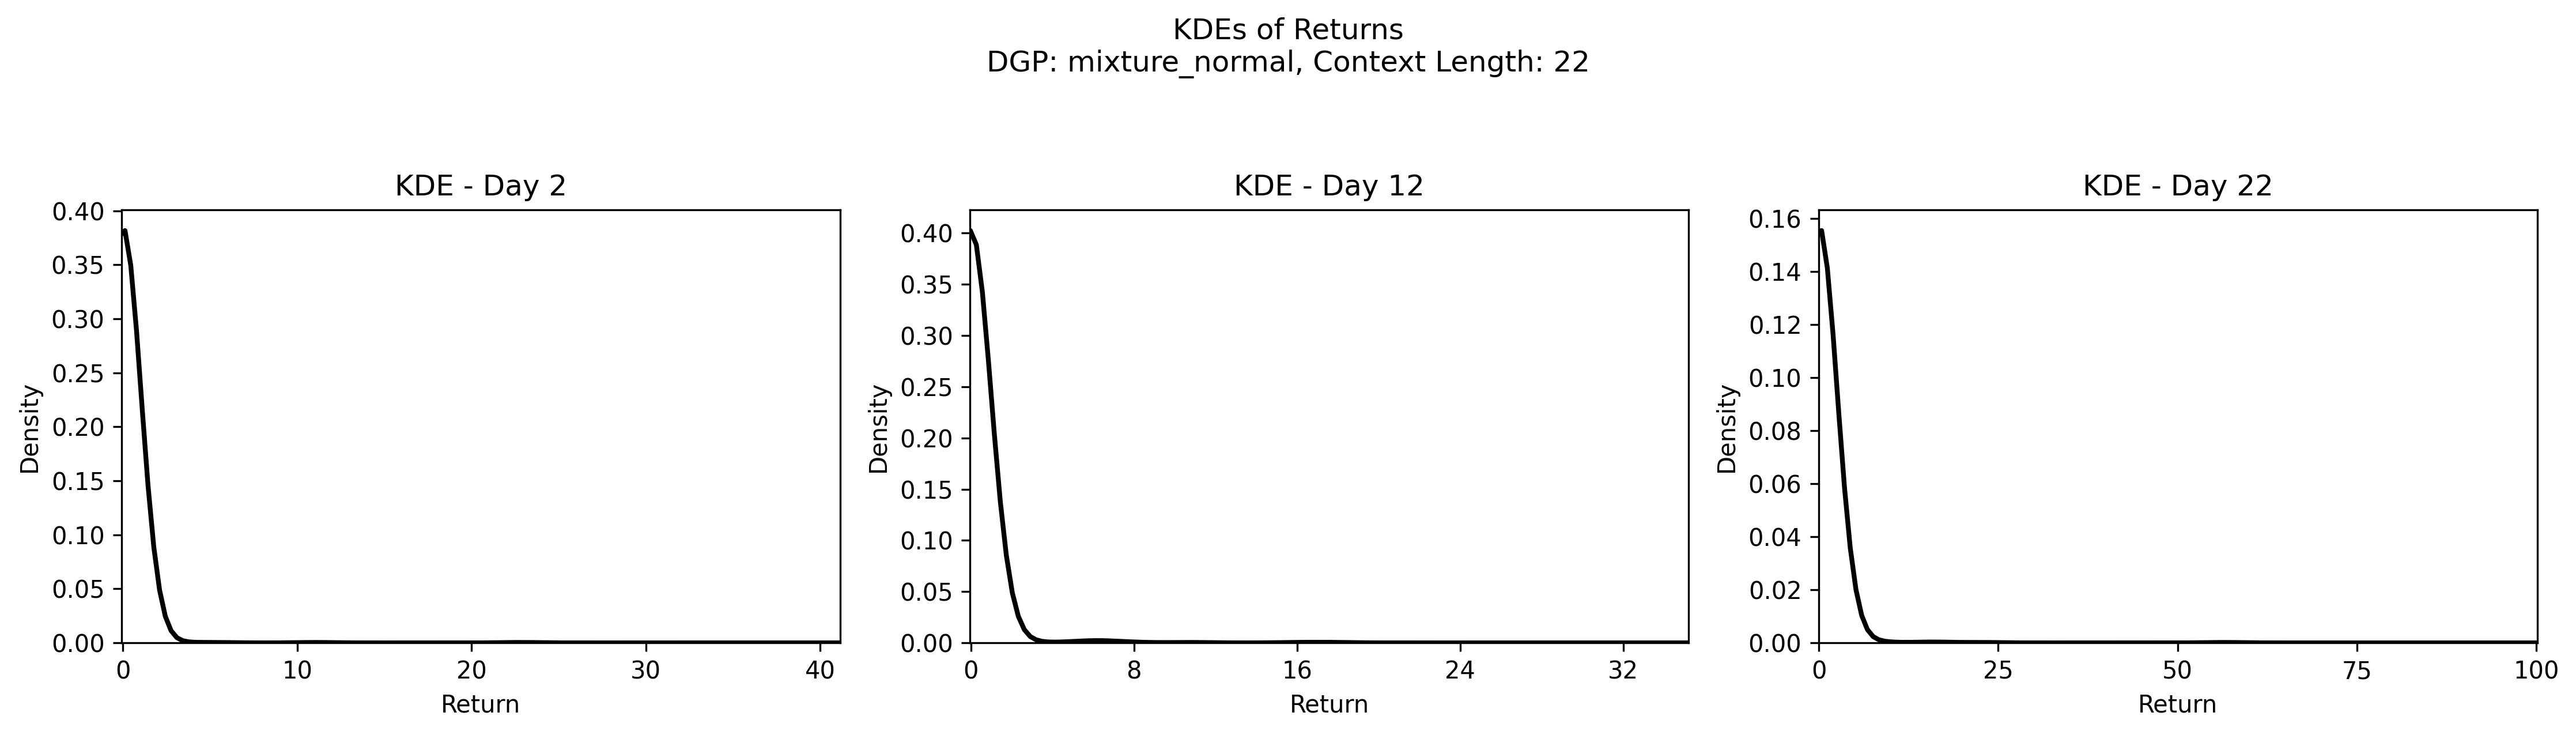 KDEs of Returns
DGP: mixture_normal, Context Length: 22
KDE - Day 2
0.40
0.35
0.30
0.25
0.20
0.15
0.10
0.05
0.00
Density
0 10 20 30 40
Return
KDE - Day 12
0.40
0.35
0.30
0.25
0.20
0.15
0.10
0.05
0.00
Density
0 8 16 24 32
Return
KDE - Day 22
0.16
0.14
0.12
0.10
0.08
0.06
0.04
0.02
0.00
Density
0 25 50 75 100
Return